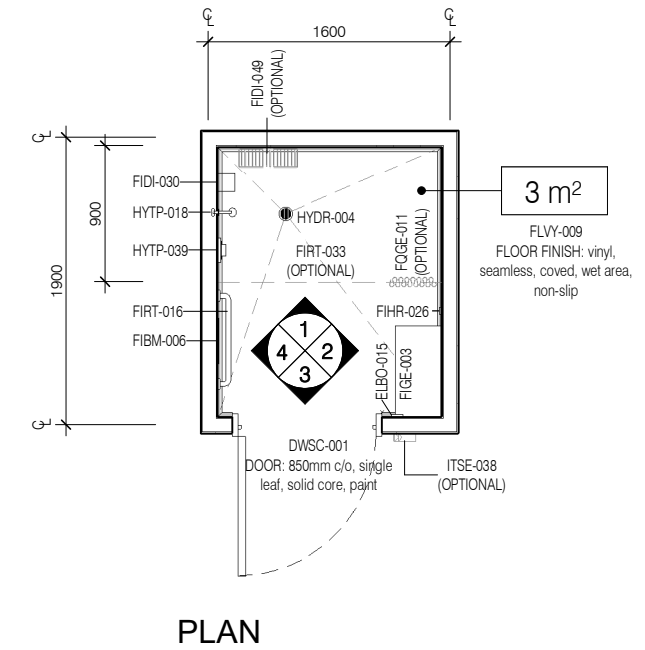 ℄ ℄
1600
FIDI-049
(OPTIONAL)
℄
FIDI-030
HYTP-018
900
HYDR-004
3 m²
HYTP-039
FIRT-033
(OPTIONAL)
FQGE-011
(OPTIONAL)
FLVY-009
FLOOR FINISH: vinyl,
seamless, coved, wet area,
non-slip
1900
FIRT-016
FIHR-026
FIBM-006
1
4 2
3
ELBO-015
FIGE-003
℄
DWSC-001
DOOR: 850mm c/o, single
leaf, solid core, paint
ITSE-038
(OPTIONAL)
PLAN